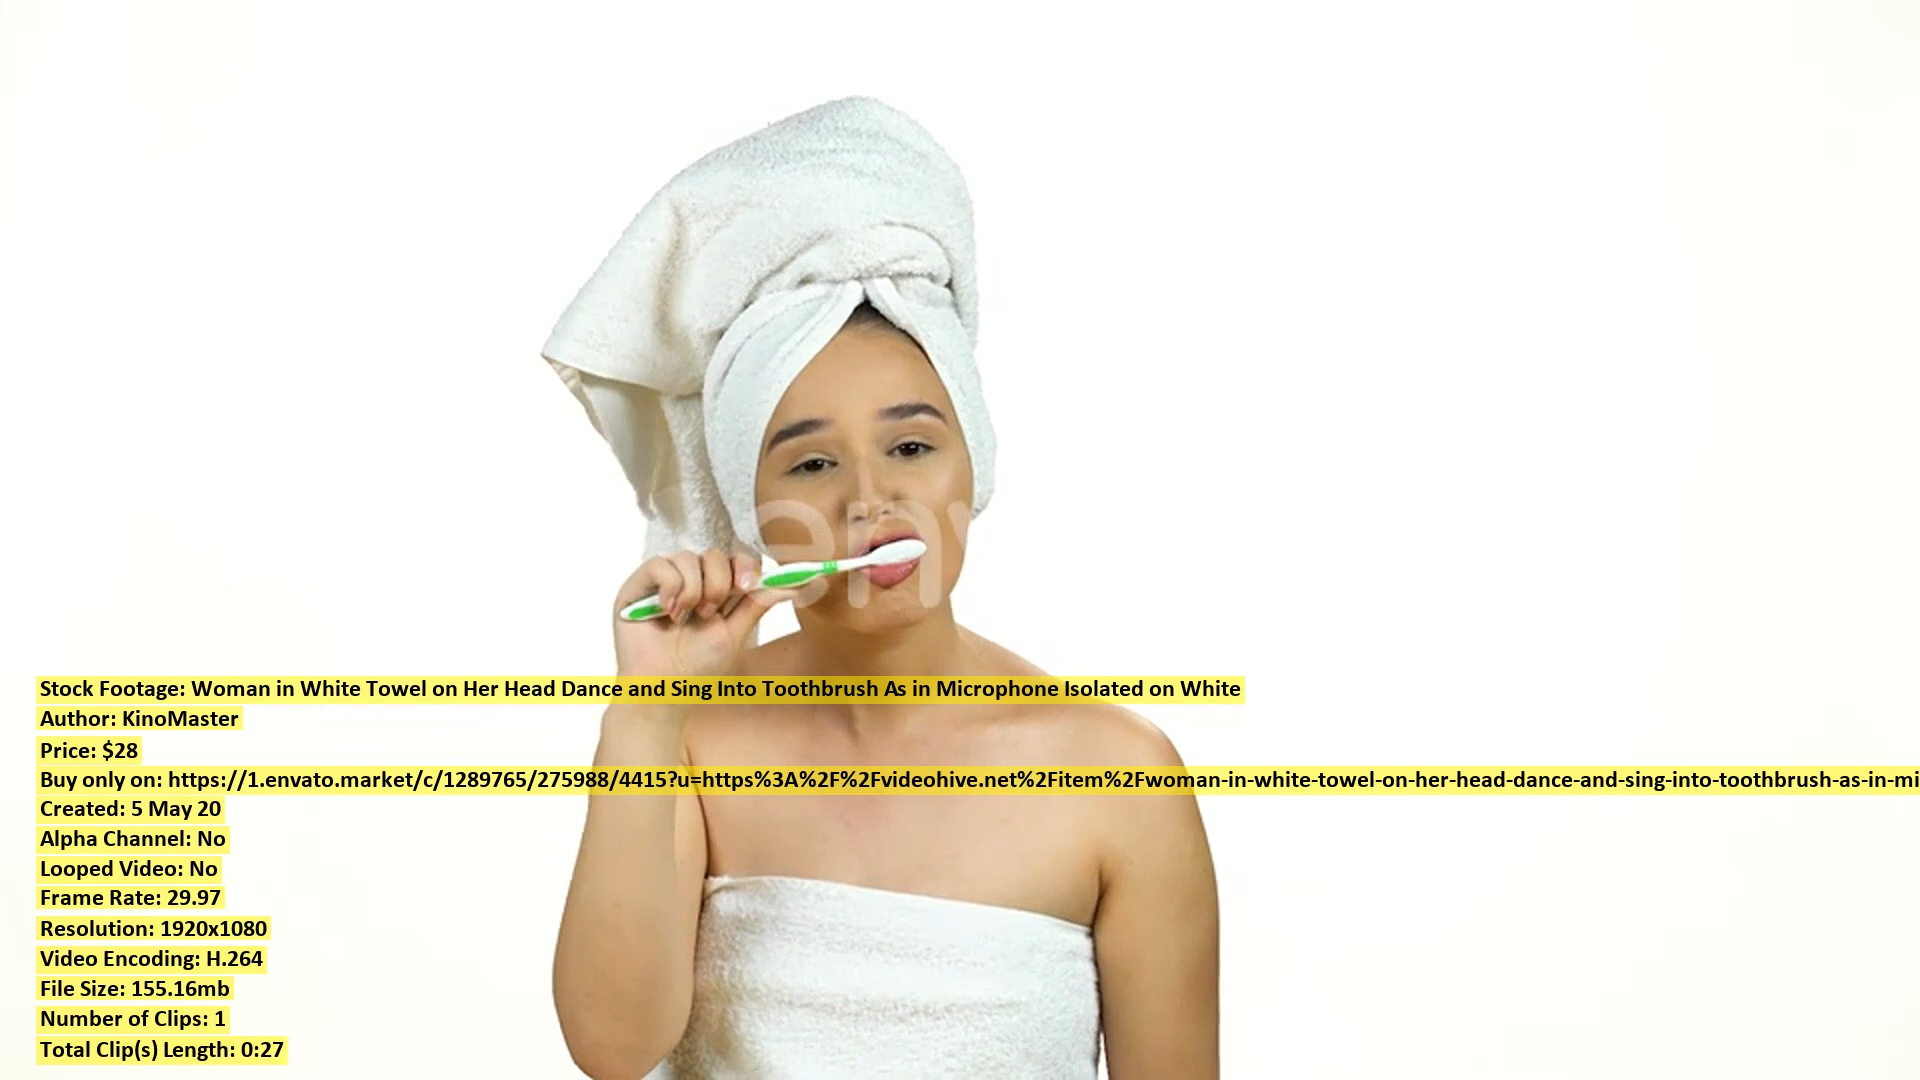 env
Stock Footage: Woman in White Towel on Her Head Dance and Sing Into Toothbrush As in Microphone Isolated on White
Author: KinoMaster
Price: $28
Buy only on: https://1.envato.market/c/1289765/275988/4415?u=https%3A%2F%2Fvideohive.net%2Fitem%2Fwoman-in-white-towel-on-her-head-dance-and-sing-into-toothbrush-as-in-mi
Created: 5 May 20
Alpha Channel: No
Looped Video: No
Frame Rate: 29.97
Resolution: 1920x1080
Video Encoding: H.264
File Size: 155.16mb
Number of Clips: 1
Total Clip(s) Length: 0:27